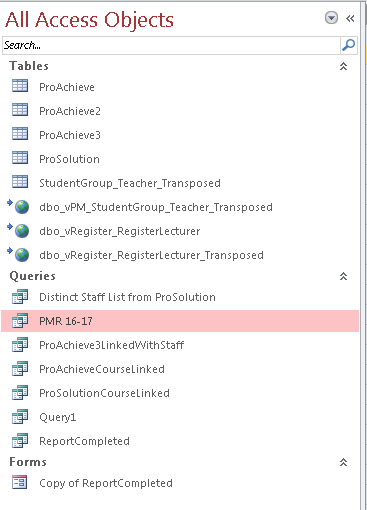 All Access Objects
Search...
Tables
ProAchieve
ProAchieve2
ProAchieve3
ProSolution
StudentGroup_Teacher_Transposed
dbo_vPM_StudentGroup_Teacher_Transposed
dbo_vRegister_RegisterLecturer
dbo_vRegister_RegisterLecturer_Transposed
Queries
Distinct Staff List from ProSolution
PMR 16-17
ProAchieve3LinkedWithStaff
ProAchieveCourseLinked
ProSolutionCourseLinked
Query1
ReportCompleted
Forms
Copy of ReportCompleted